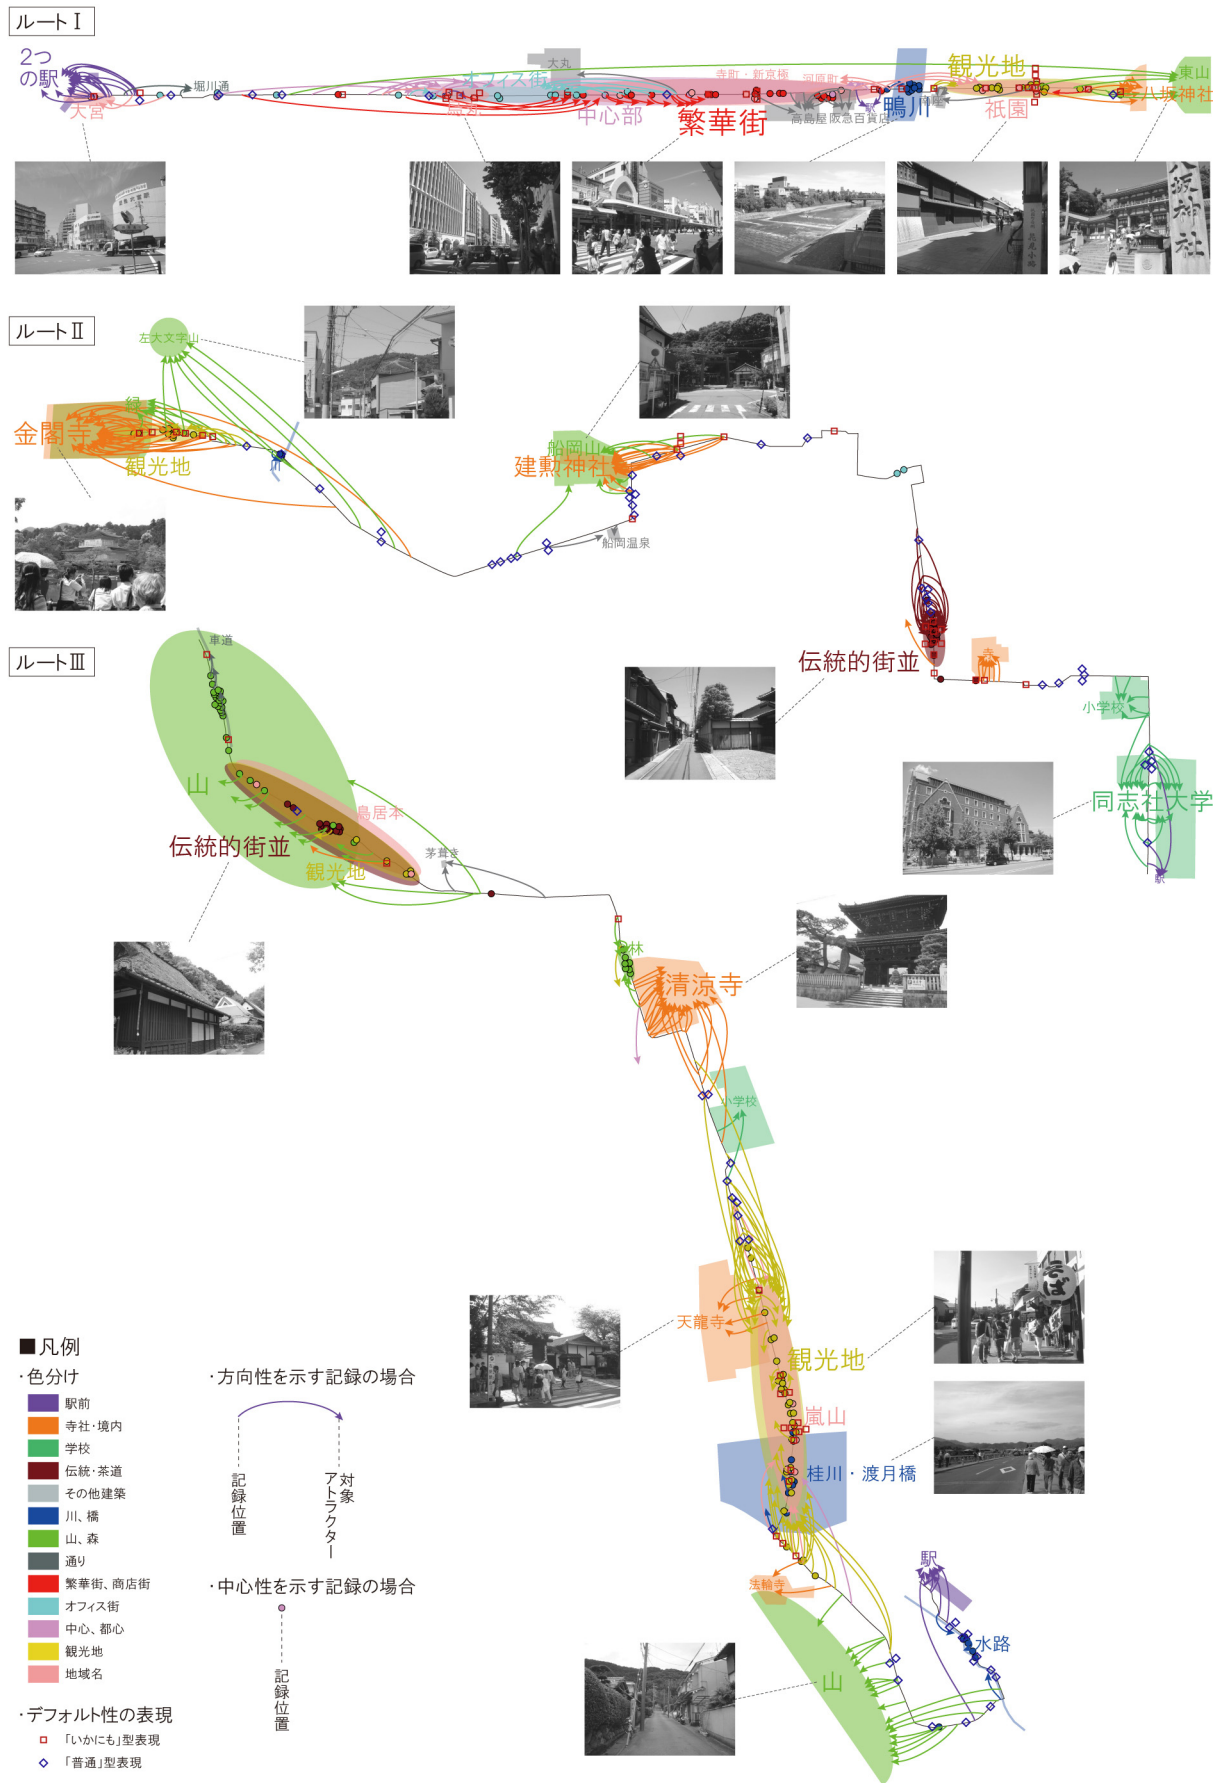 ルートⅠ
2つ
の駅
大宮
堀川通
オフィス街
大丸
中心部
寺町・新京極
繁華街
河原町
高島屋
阪急百貨店
駅
鴨川
南座
観光地
祇園
八坂神社
東山
八坂神社
ルートⅡ
左大文字山
緑
金閣寺
観光地
川
船岡山
建勲神社
船岡温泉
伝統的街並
寺
小学校
同志社大学
駅
ルートⅢ
車道
山
鳥居本
伝統的街並
観光地
茅葺き
林
清涼寺
小学校
天龍寺
観光地
そば
嵐山
桂川・渡月橋
法輪寺
駅
水路
山
■凡例
・色分け
駅前
寺社・境内
学校
伝統・茶道
その他建築
川、橋
山、森
通り
繁華街、商店街
オフィス街
中心、都心
観光地
地域名
・デフォルト性の表現
「いかにも」型表現
「普通」型表現
・方向性を示す記録の場合
記録位置
対象
アトラクター
・中心性を示す記録の場合
記録位置